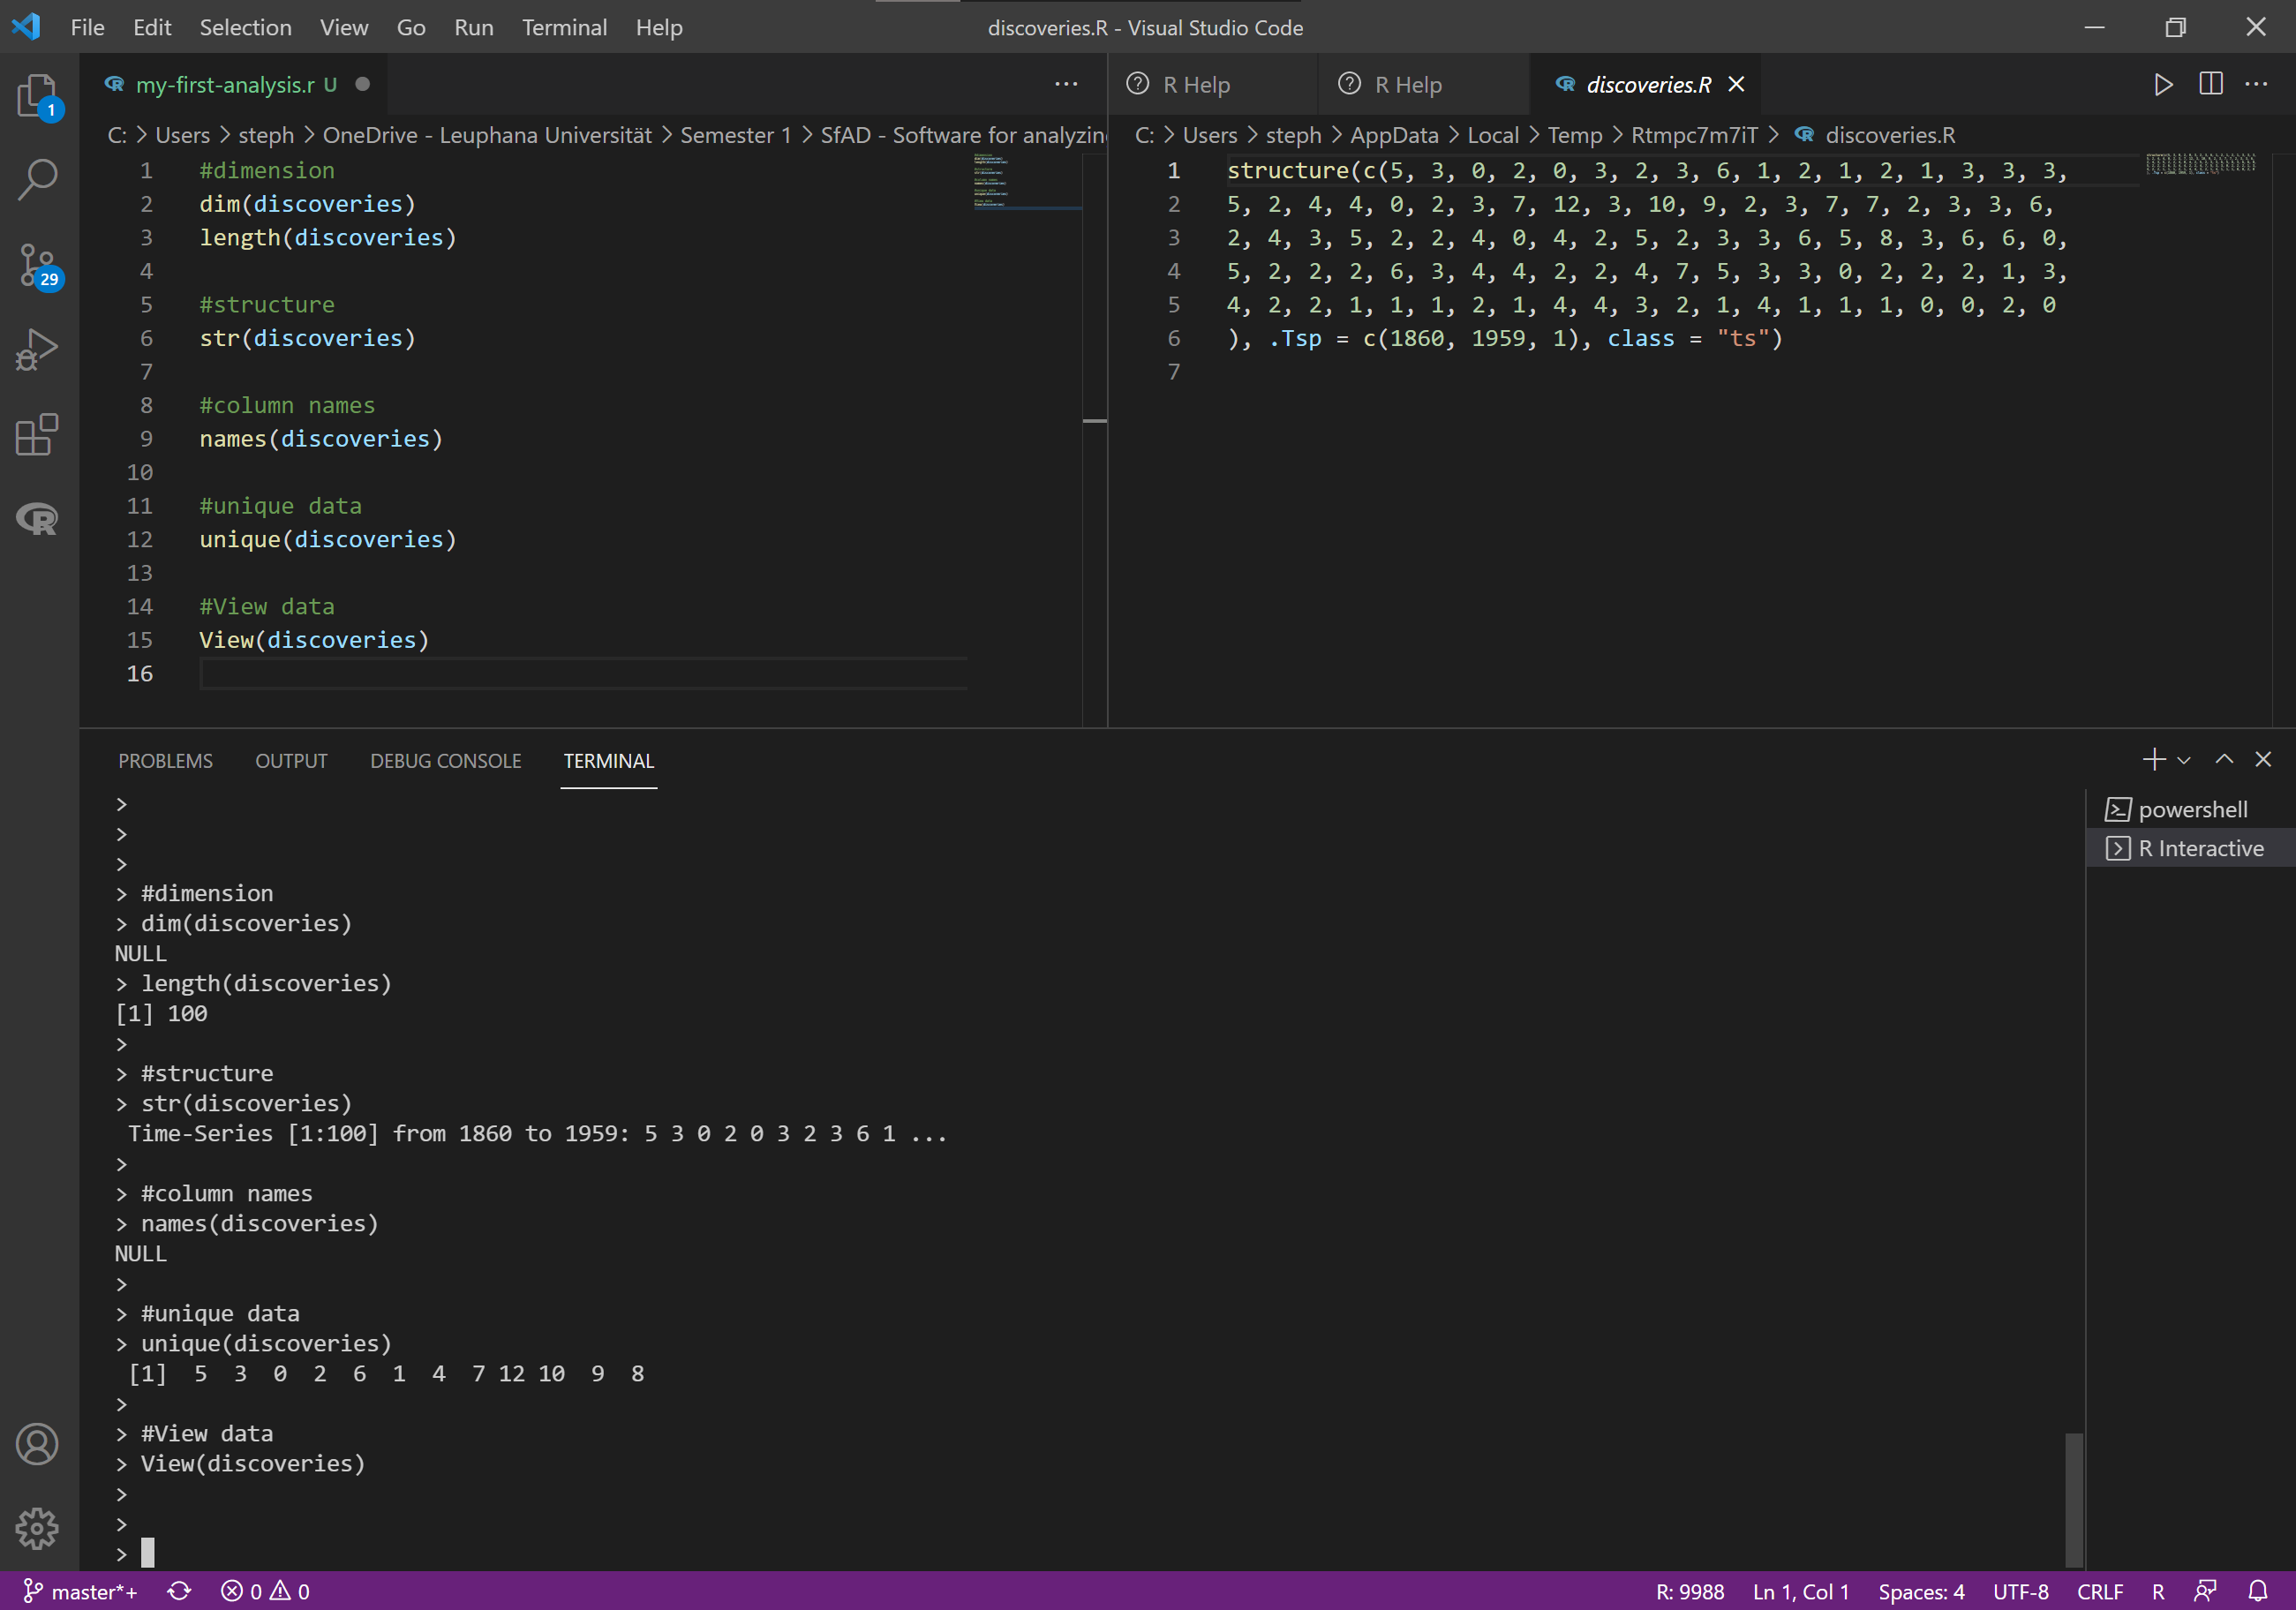 File Edit Selection View Go Run Terminal Help
discoveries.R - Visual Studio Code
my-first-analysis.r U
R Help
R Help
discoveries.R
C: > Users > steph > OneDrive - Leuphana Universität > Semester 1 > SfAD - Software for analyzin
1 #dimension
2 dim(discoveries)
3 length(discoveries)
4
5 #structure
6 str(discoveries)
7
8 #column names
9 names(discoveries)
10
11 #unique data
12 unique(discoveries)
13
14 #View data
15 View(discoveries)
16
C: > Users > steph > AppData > Local > Temp > Rtmpc7m7iT > discoveries.R
1 structure(c(5, 3, 0, 2, 0, 3, 2, 3, 6, 1, 2, 1, 2, 1, 3, 3, 3,
2 5, 2, 4, 4, 0, 2, 3, 7, 12, 3, 10, 9, 2, 3, 7, 7, 2, 3, 3, 6,
3 2, 4, 3, 5, 2, 2, 4, 0, 4, 2, 5, 2, 3, 3, 6, 5, 8, 3, 6, 6, 0,
4 5, 2, 2, 2, 6, 3, 4, 4, 2, 2, 4, 7, 5, 3, 3, 0, 2, 2, 2, 1, 3,
5 4, 2, 2, 1, 1, 1, 2, 1, 4, 4, 3, 2, 1, 4, 1, 1, 1, 0, 0, 2, 0
6 ), .Tsp = c(1860, 1959, 1), class = "ts")
7
1
29
PROBLEMS OUTPUT DEBUG CONSOLE TERMINAL
>
>
>
> #dimension
> dim(discoveries)
NULL
> length(discoveries)
[1] 100
>
> #structure
> str(discoveries)
 Time-Series [1:100] from 1860 to 1959: 5 3 0 2 0 3 2 3 6 1 ...
>
> #column names
> names(discoveries)
NULL
>
> #unique data
> unique(discoveries)
 [1]  5  3  0  2  6  1  4  7 12 10  9  8
>
> #View data
> View(discoveries)
>
>
>
powershell
R Interactive
master*+ 0 0
R: 9988 Ln 1, Col 1 Spaces: 4 UTF-8 CRLF R